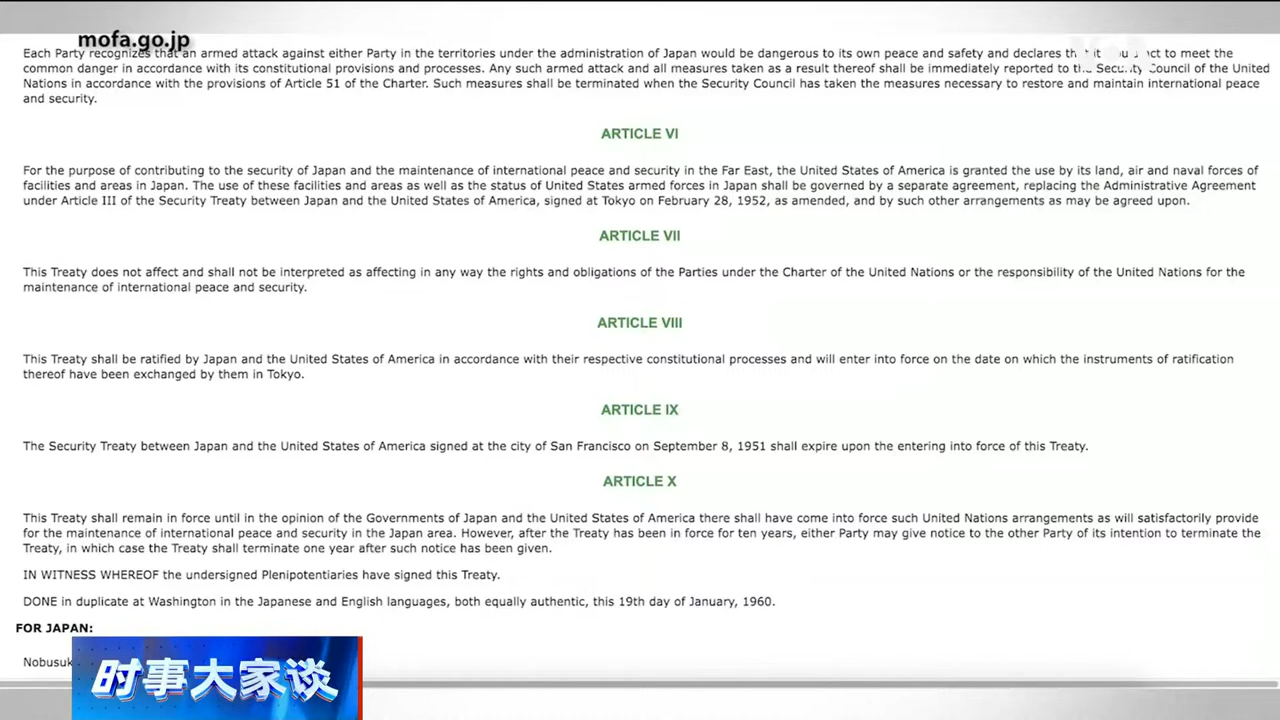 mofa.go.jp
Each Party recognizes that an armed attack against either Party in the territories under the administration of Japan would be dangerous to its own peace and safety and declares to meet the
common danger in accordance with its constitutional provisions and processes. Any such armed attack and all measures taken as a result thereof shall be immediately reported to the Security Council of the United
Nations in accordance with the provisions of Article 51 of the Charter. Such measures shall be terminated when the Security Council has taken the measures necessary to restore and maintain international peace
and security.
ARTICLE VI
For the purpose of contributing to the security of Japan and the maintenance of international peace and security in the Far East, the United States of America is granted the use by its land, air and naval forces of
facilities and areas in Japan. The use of these facilities and areas as well as the status of United States armed forces in Japan shall be governed by a separate agreement, replacing the Administrative Agreement
under Article III of the Security Treaty between Japan and the United States of America, signed at Tokyo on February 28, 1952, as amended, and by such other arrangements as may be agreed upon.
ARTICLE VII
This Treaty does not affect and shall not be interpreted as affecting in any way the rights and obligations of the Parties under the Charter of the United Nations or the responsibility of the United Nations for the
maintenance of international peace and security.
ARTICLE VIII
This Treaty shall be ratified by Japan and the United States of America in accordance with their respective constitutional processes and will enter into force on the date on which the instruments of ratification
thereof have been exchanged by them in Tokyo.
ARTICLE IX
The Security Treaty between Japan and the United States of America signed at the city of San Francisco on September 8, 1951 shall expire upon the entering into force of this Treaty.
ARTICLE X
This Treaty shall remain in force until in the opinion of the Governments of Japan and the United States of America there shall have come into force such United Nations arrangements as will satisfactorily provide
for the maintenance of international peace and security in the Japan area. However, after the Treaty has been in force for ten years, either Party may give notice to the other Party of its intention to terminate the
Treaty, in which case the Treaty shall terminate one year after such notice has been given.
IN WITNESS WHEREOF the undersigned Plenipotentiaries have signed this Treaty.
DONE in duplicate at Washington in the Japanese and English languages, both equally authentic, this 19th day of January, 1960.
FOR JAPAN:
时事大家谈